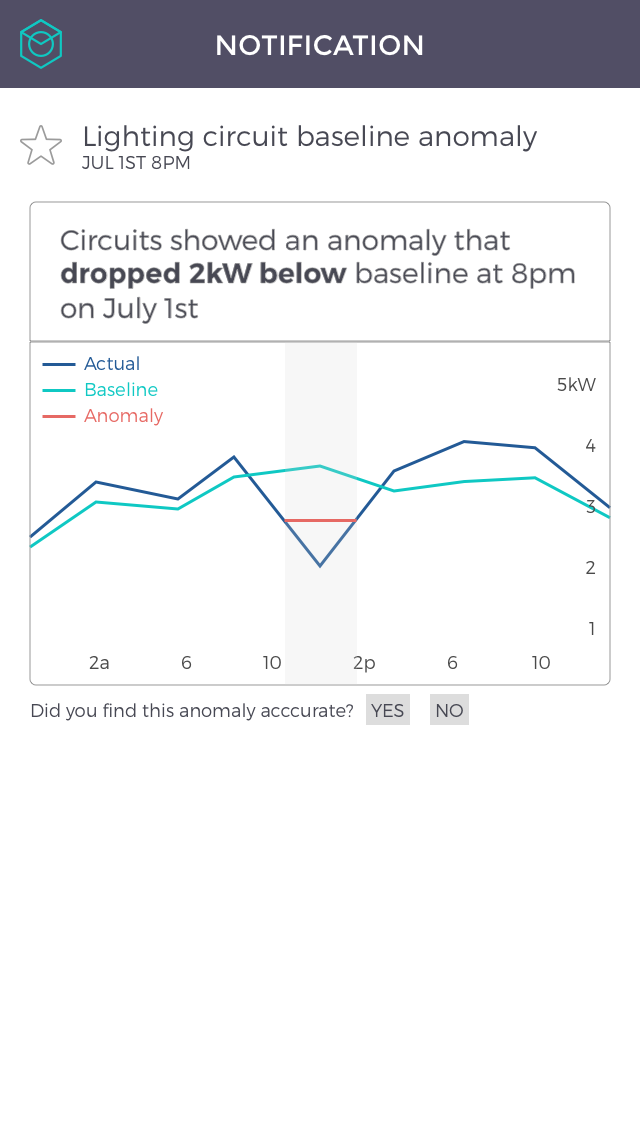 NOTIFICATION
Lighting circuit baseline anomaly
JUL 1ST 8PM
Circuits showed an anomaly that
dropped 2kW below baseline at 8pm
on July 1st
Actual
Baseline
Anomaly
5kW
4
3
2
1
2a 6 10 2p 6 10
Did you find this anomaly acccurate? YES NO